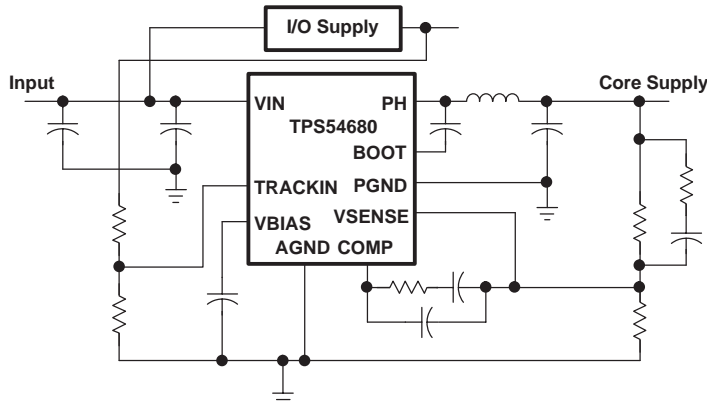 I/O Supply
Input
Core Supply
VIN
PH
TPS54680
BOOT
TRACKIN
PGND
VBIAS
VSENSE
AGND COMP